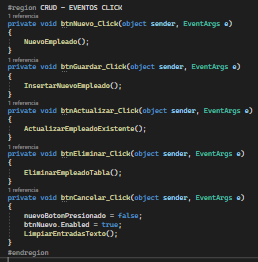 #region CRUD - EVENTOS CLICK
1 referencia
private void btnNuevo_Click(object sender, EventArgs e)
{
NuevoEmpleado();
}
1 referencia
private void btnGuardar_Click(object sender, EventArgs e)
{
InsertarNuevoEmpleado();
}
1 referencia
private void btnActualizar_Click(object sender, EventArgs e)
{
ActualizarEmpleadoExistente();
}
1 referencia
private void btnEliminar_Click(object sender, EventArgs e)
{
EliminarEmpleadoTabla();
}
1 referencia
private void btnCancelar_Click(object sender, EventArgs e)
{
nuevoBotonPresionado = false;
btnNuevo.Enabled = true;
LimpiarEntradasTexto();
}
#endregion